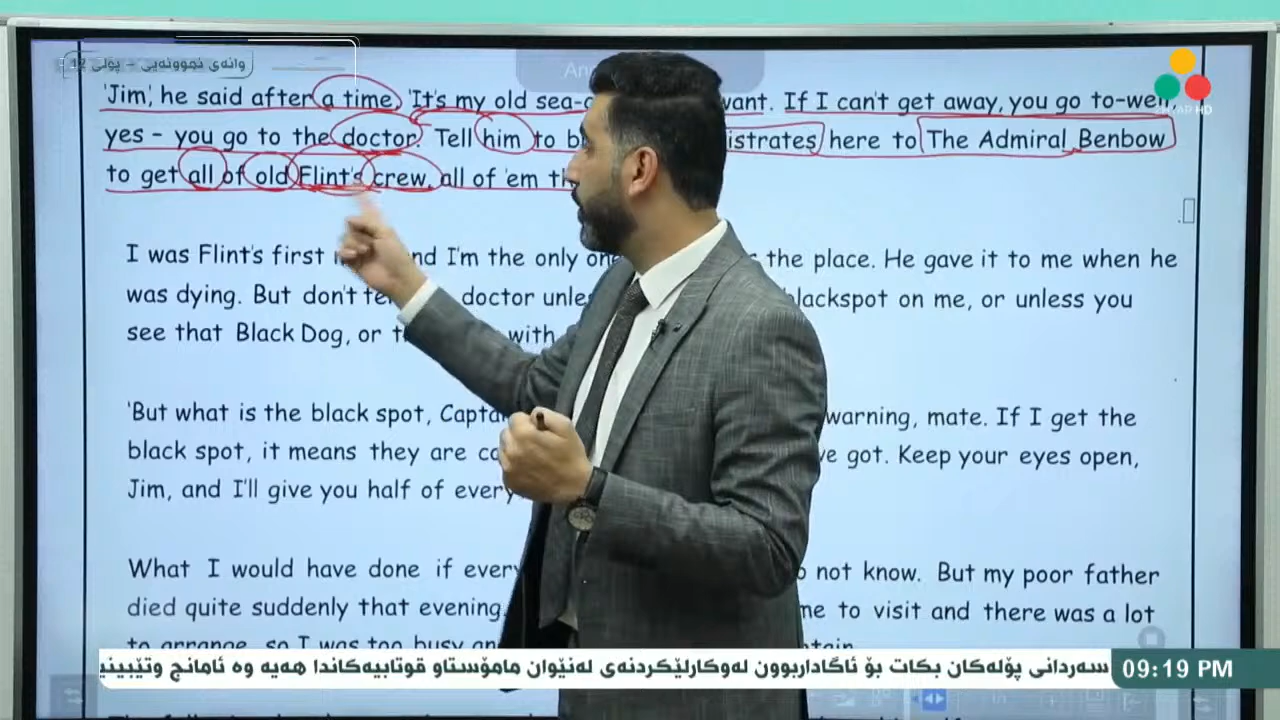 وانەی نموونەیی - پۆلی 12
'Jim', he said after a time, 'It's my old sea- want. If I can't get away, you go to-well,
yes - you go to the doctor. Tell him to istrates here to The Admiral Benbow
to get all of old Flint's crew, all of 'em
I was Flint's first nd I'm the only the place. He gave it to me when he
was dying. But don't doctor blackspot on me, or unless you
see that Black Dog, or with
'But what is the black spot, warning, mate. If I get the
black spot, it means they are got. Keep your eyes open,
Jim, and I'll give you half of
What I would have done if not know. But my poor father
died quite suddenly that evening, to visit and there was a lot
to arrange, so I was too busy
HD
سەردانی پۆلەکان بکات بۆ ئاگاداربوون لەوکارلێکردنەی لەنێوان مامۆستاو قوتابیەکاندا هەیە وە ئامانج وتێبینی
09:19 PM